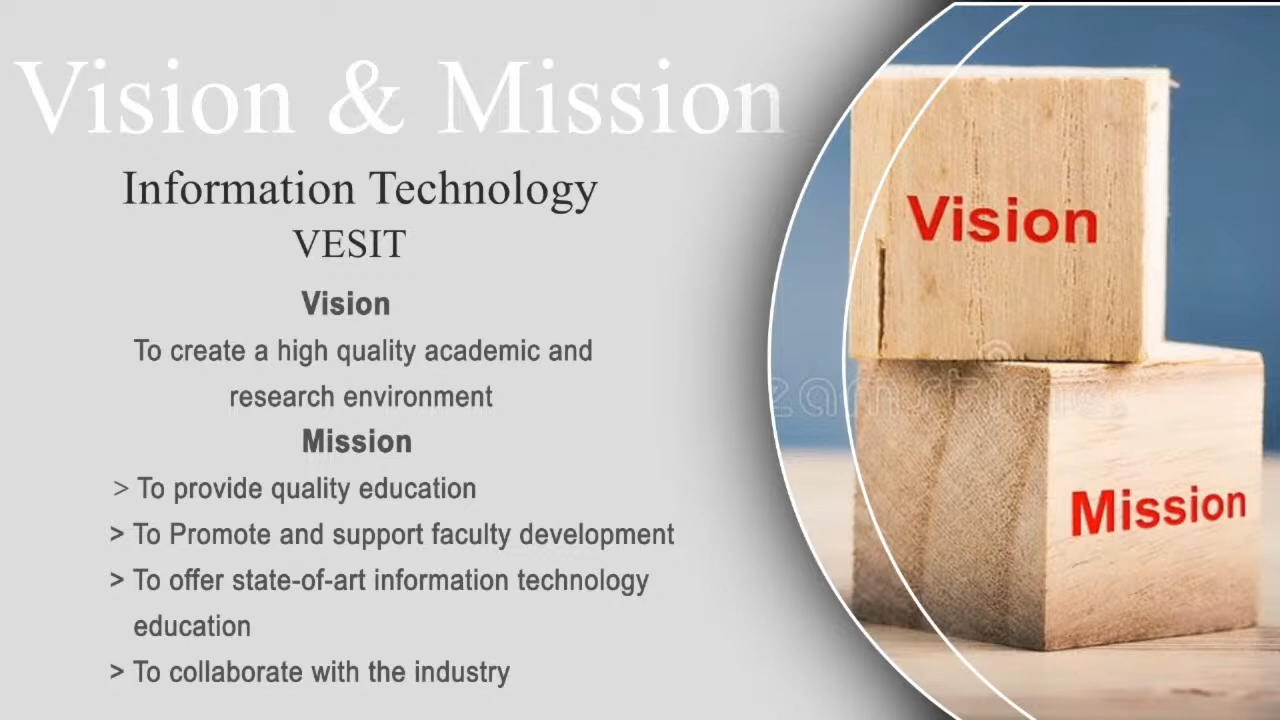 Vision & Mission
Information Technology
VESIT
Vision
To create a high quality academic and
research environment
Mission
> To provide quality education
> To Promote and support faculty development
> To offer state-of-art information technology
education
> To collaborate with the industry
Vision
Mission